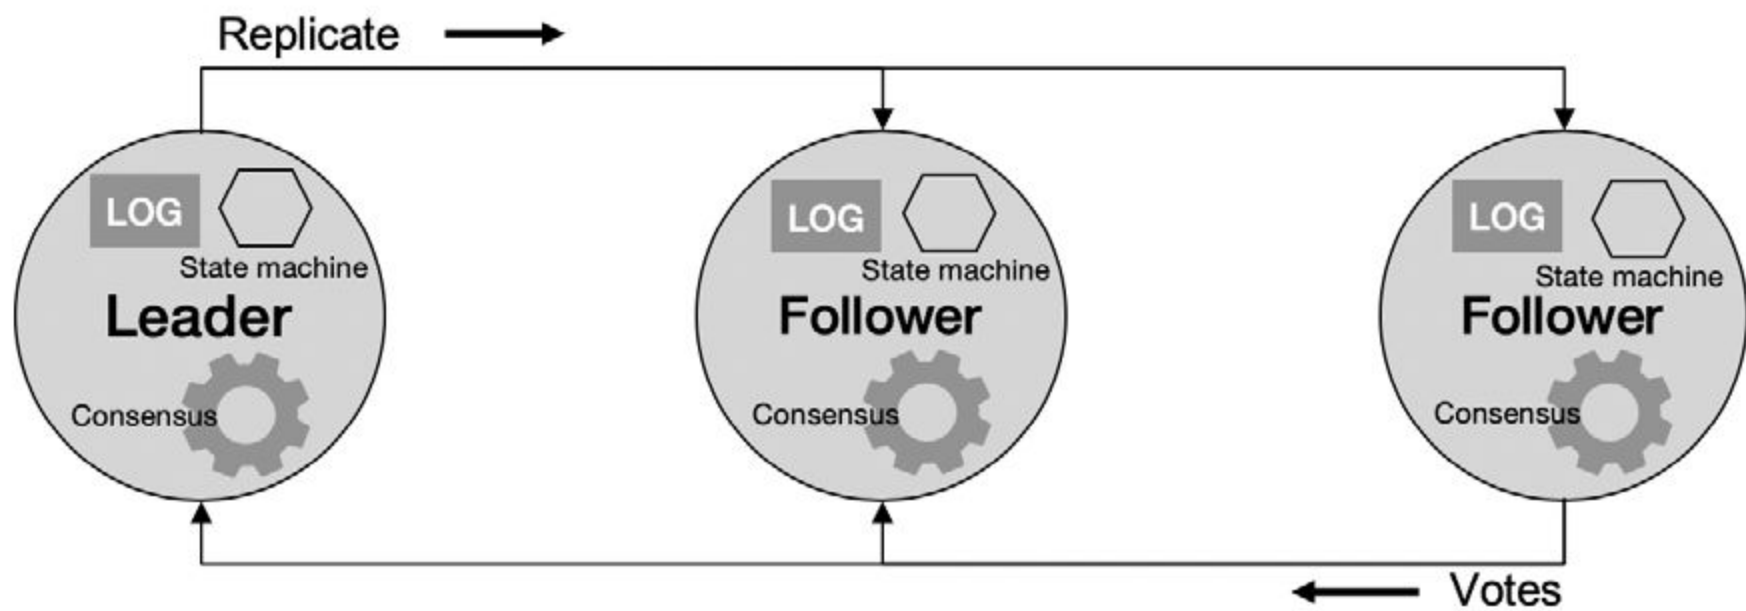 Replicate
LOG
State machine
Leader
Consensus
LOG
State machine
Follower
Consensus
LOG
State machine
Follower
Consensus
Votes